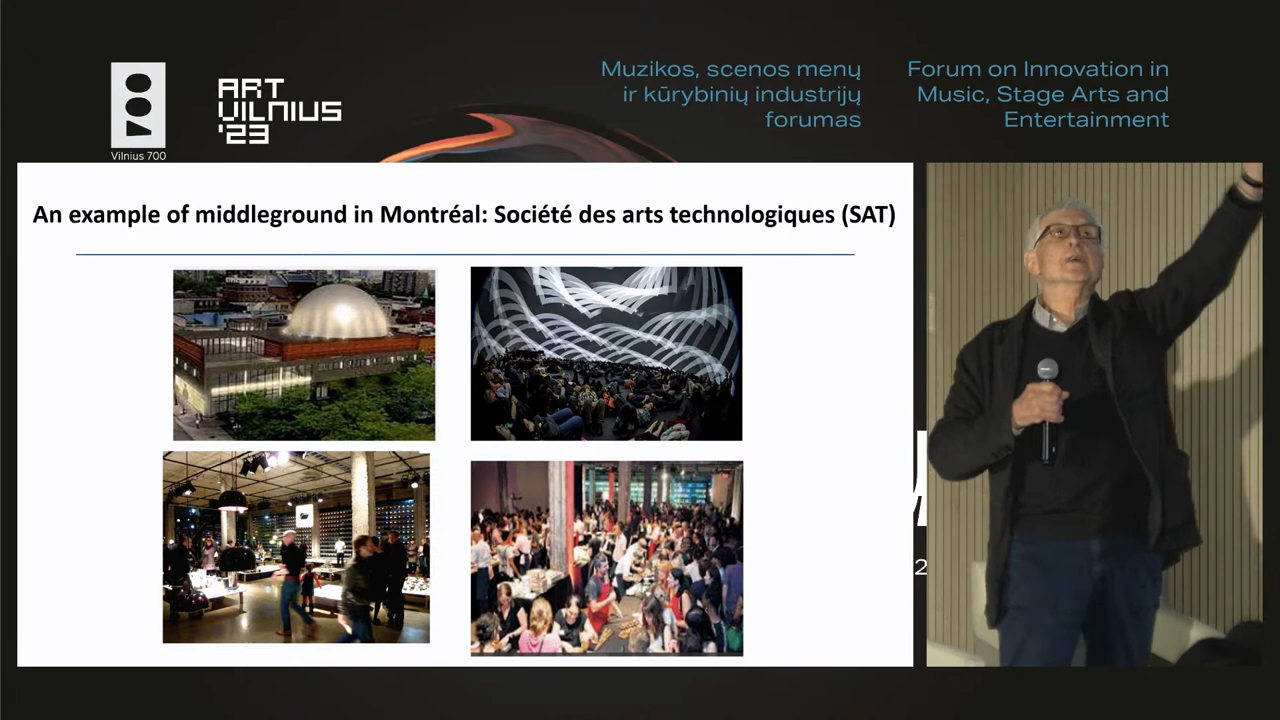 Vilnius 700
ART
VILNIUS
'23
Muzikos, scenos menų
ir kūrybinių industrijų
forumas
Forum on Innovation in
Music, Stage Arts and
Entertainment
An example of middleground in Montréal: Société des arts technologiques (SAT)
2